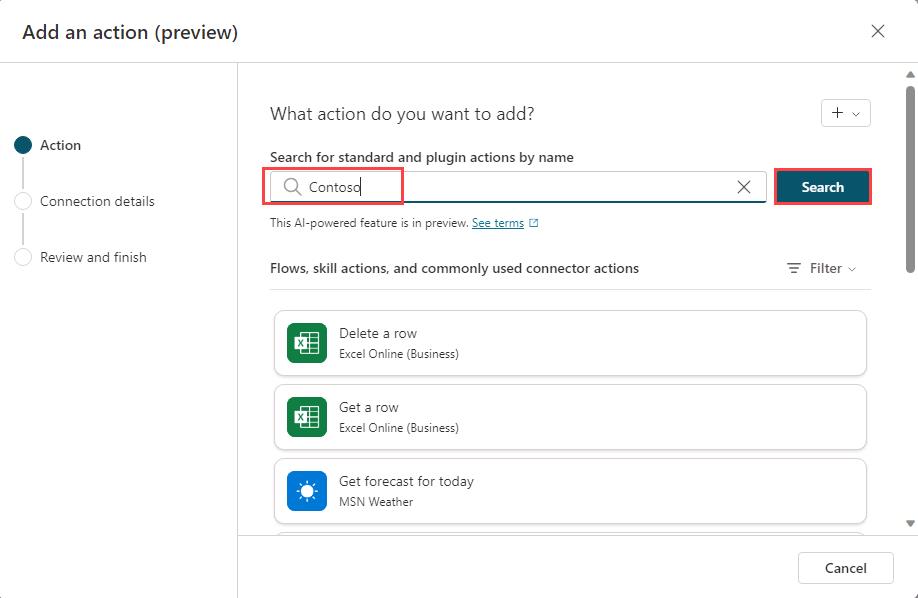 Add an action (preview)
Action
Connection details
Review and finish
What action do you want to add?
Search for standard and plugin actions by name
Contoso
Search
This AI-powered feature is in preview. See terms
Flows, skill actions, and commonly used connector actions
Filter
Delete a row
Excel Online (Business)
Get a row
Excel Online (Business)
Get forecast for today
MSN Weather
Cancel